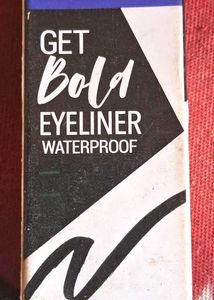 GET
Bold
EYELINER
WATERPROOF